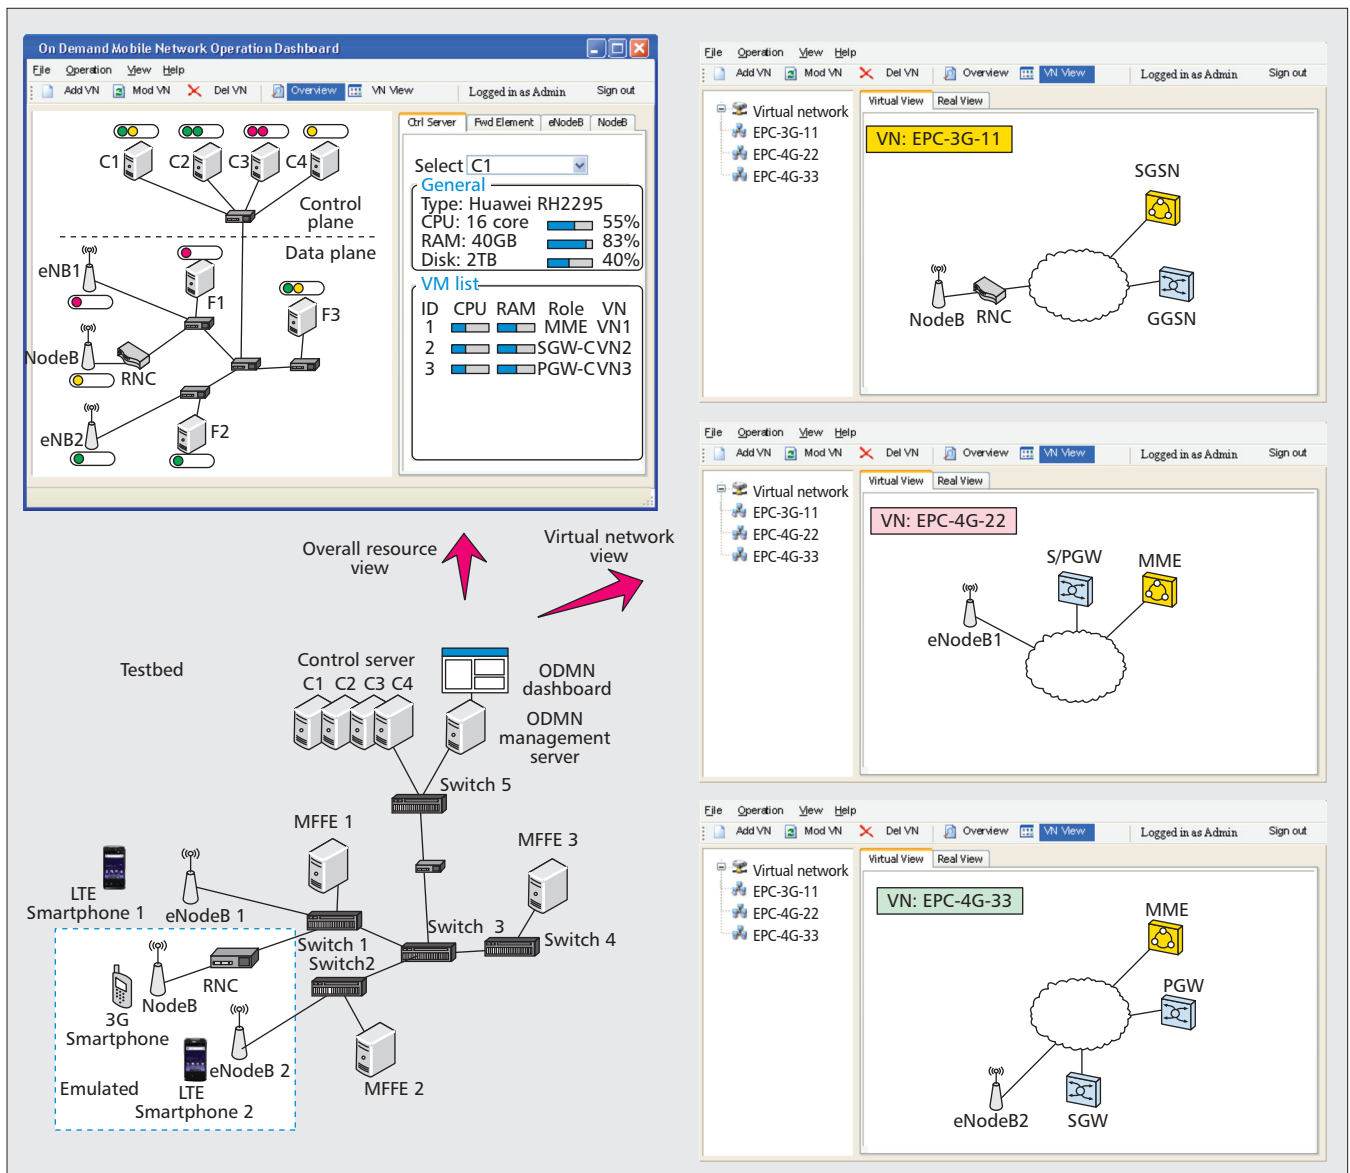 On Demand Mobile Network Operation Dashboard
File Operation View Help
Add VN Mod VN Del VN Overview VN View Logged in as Admin Sign out
C1 C2 C3 C4
Control plane
Data plane
eNB1
F1
F3
NodeB
RNC
eNB2
F2
Ctrl Server Fwd Element eNodeB NodeB
Select C1
General
Type: Huawei RH2295
CPU: 16 core 55%
RAM: 40GB 83%
Disk: 2TB 40%
VM list
ID CPU RAM Role VN
1 MME VN1
2 SGW-C VN2
3 PGW-C VN3
File Operation View Help
Add VN Mod VN Del VN Overview VN View Logged in as Admin Sign out
Virtual network
EPC-3G-11
EPC-4G-22
EPC-4G-33
Virtual View Real View
VN: EPC-3G-11
SGSN
NodeB RNC
GGSN
File Operation View Help
Add VN Mod VN Del VN Overview VN View Logged in as Admin Sign out
Virtual network
EPC-3G-11
EPC-4G-22
EPC-4G-33
Virtual View Real View
VN: EPC-4G-22
S/PGW MME
eNodeB1
File Operation View Help
Add VN Mod VN Del VN Overview VN View Logged in as Admin Sign out
Virtual network
EPC-3G-11
EPC-4G-22
EPC-4G-33
Virtual View Real View
VN: EPC-4G-33
MME
PGW
eNodeB2
SGW
Overall resource
view
Virtual network
view
Testbed
Control server
C1 C2 C3 C4
ODMN
dashboard
ODMN
management
server
Switch 5
MFFE 1
MFFE 3
LTE
Smartphone 1
eNodeB 1
Switch 1
Switch 3
Switch 4
Switch2
RNC
NodeB
3G
Smartphone
eNodeB 2
MFFE 2
Emulated
LTE
Smartphone 2